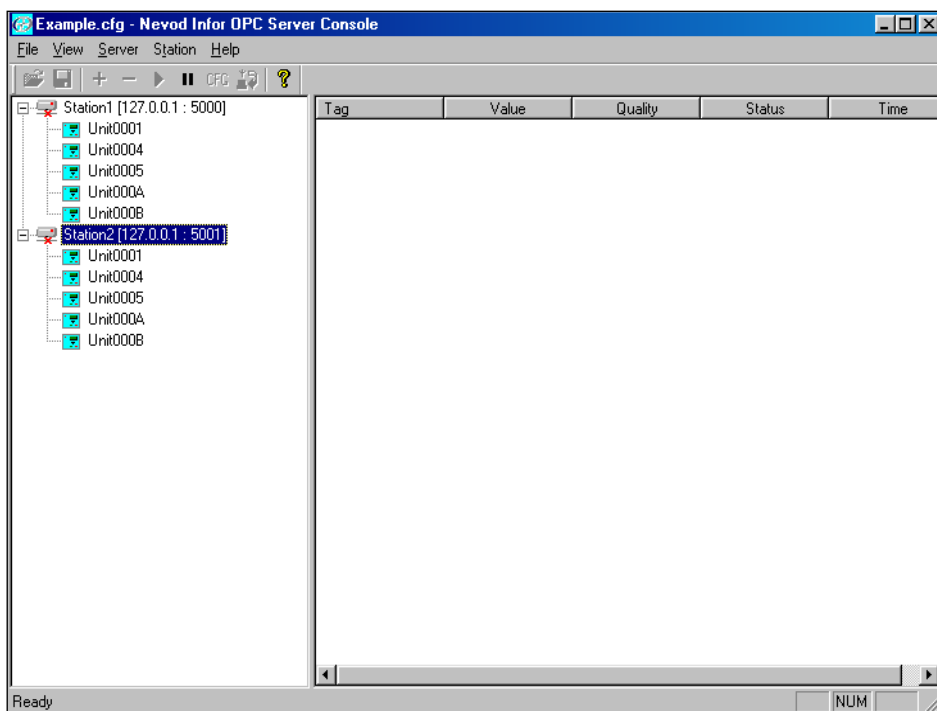 Example.cfg - Nevod Infor OPC Server Console
File View Server Station Help
CFG
Station1 [127.0.0.1 : 5000]
Unit0001
Unit0004
Unit0005
Unit000A
Unit000B
Station2 [127.0.0.1 : 5001]
Unit0001
Unit0004
Unit0005
Unit000A
Unit000B
Tag Value Quality Status Time
Ready NUM